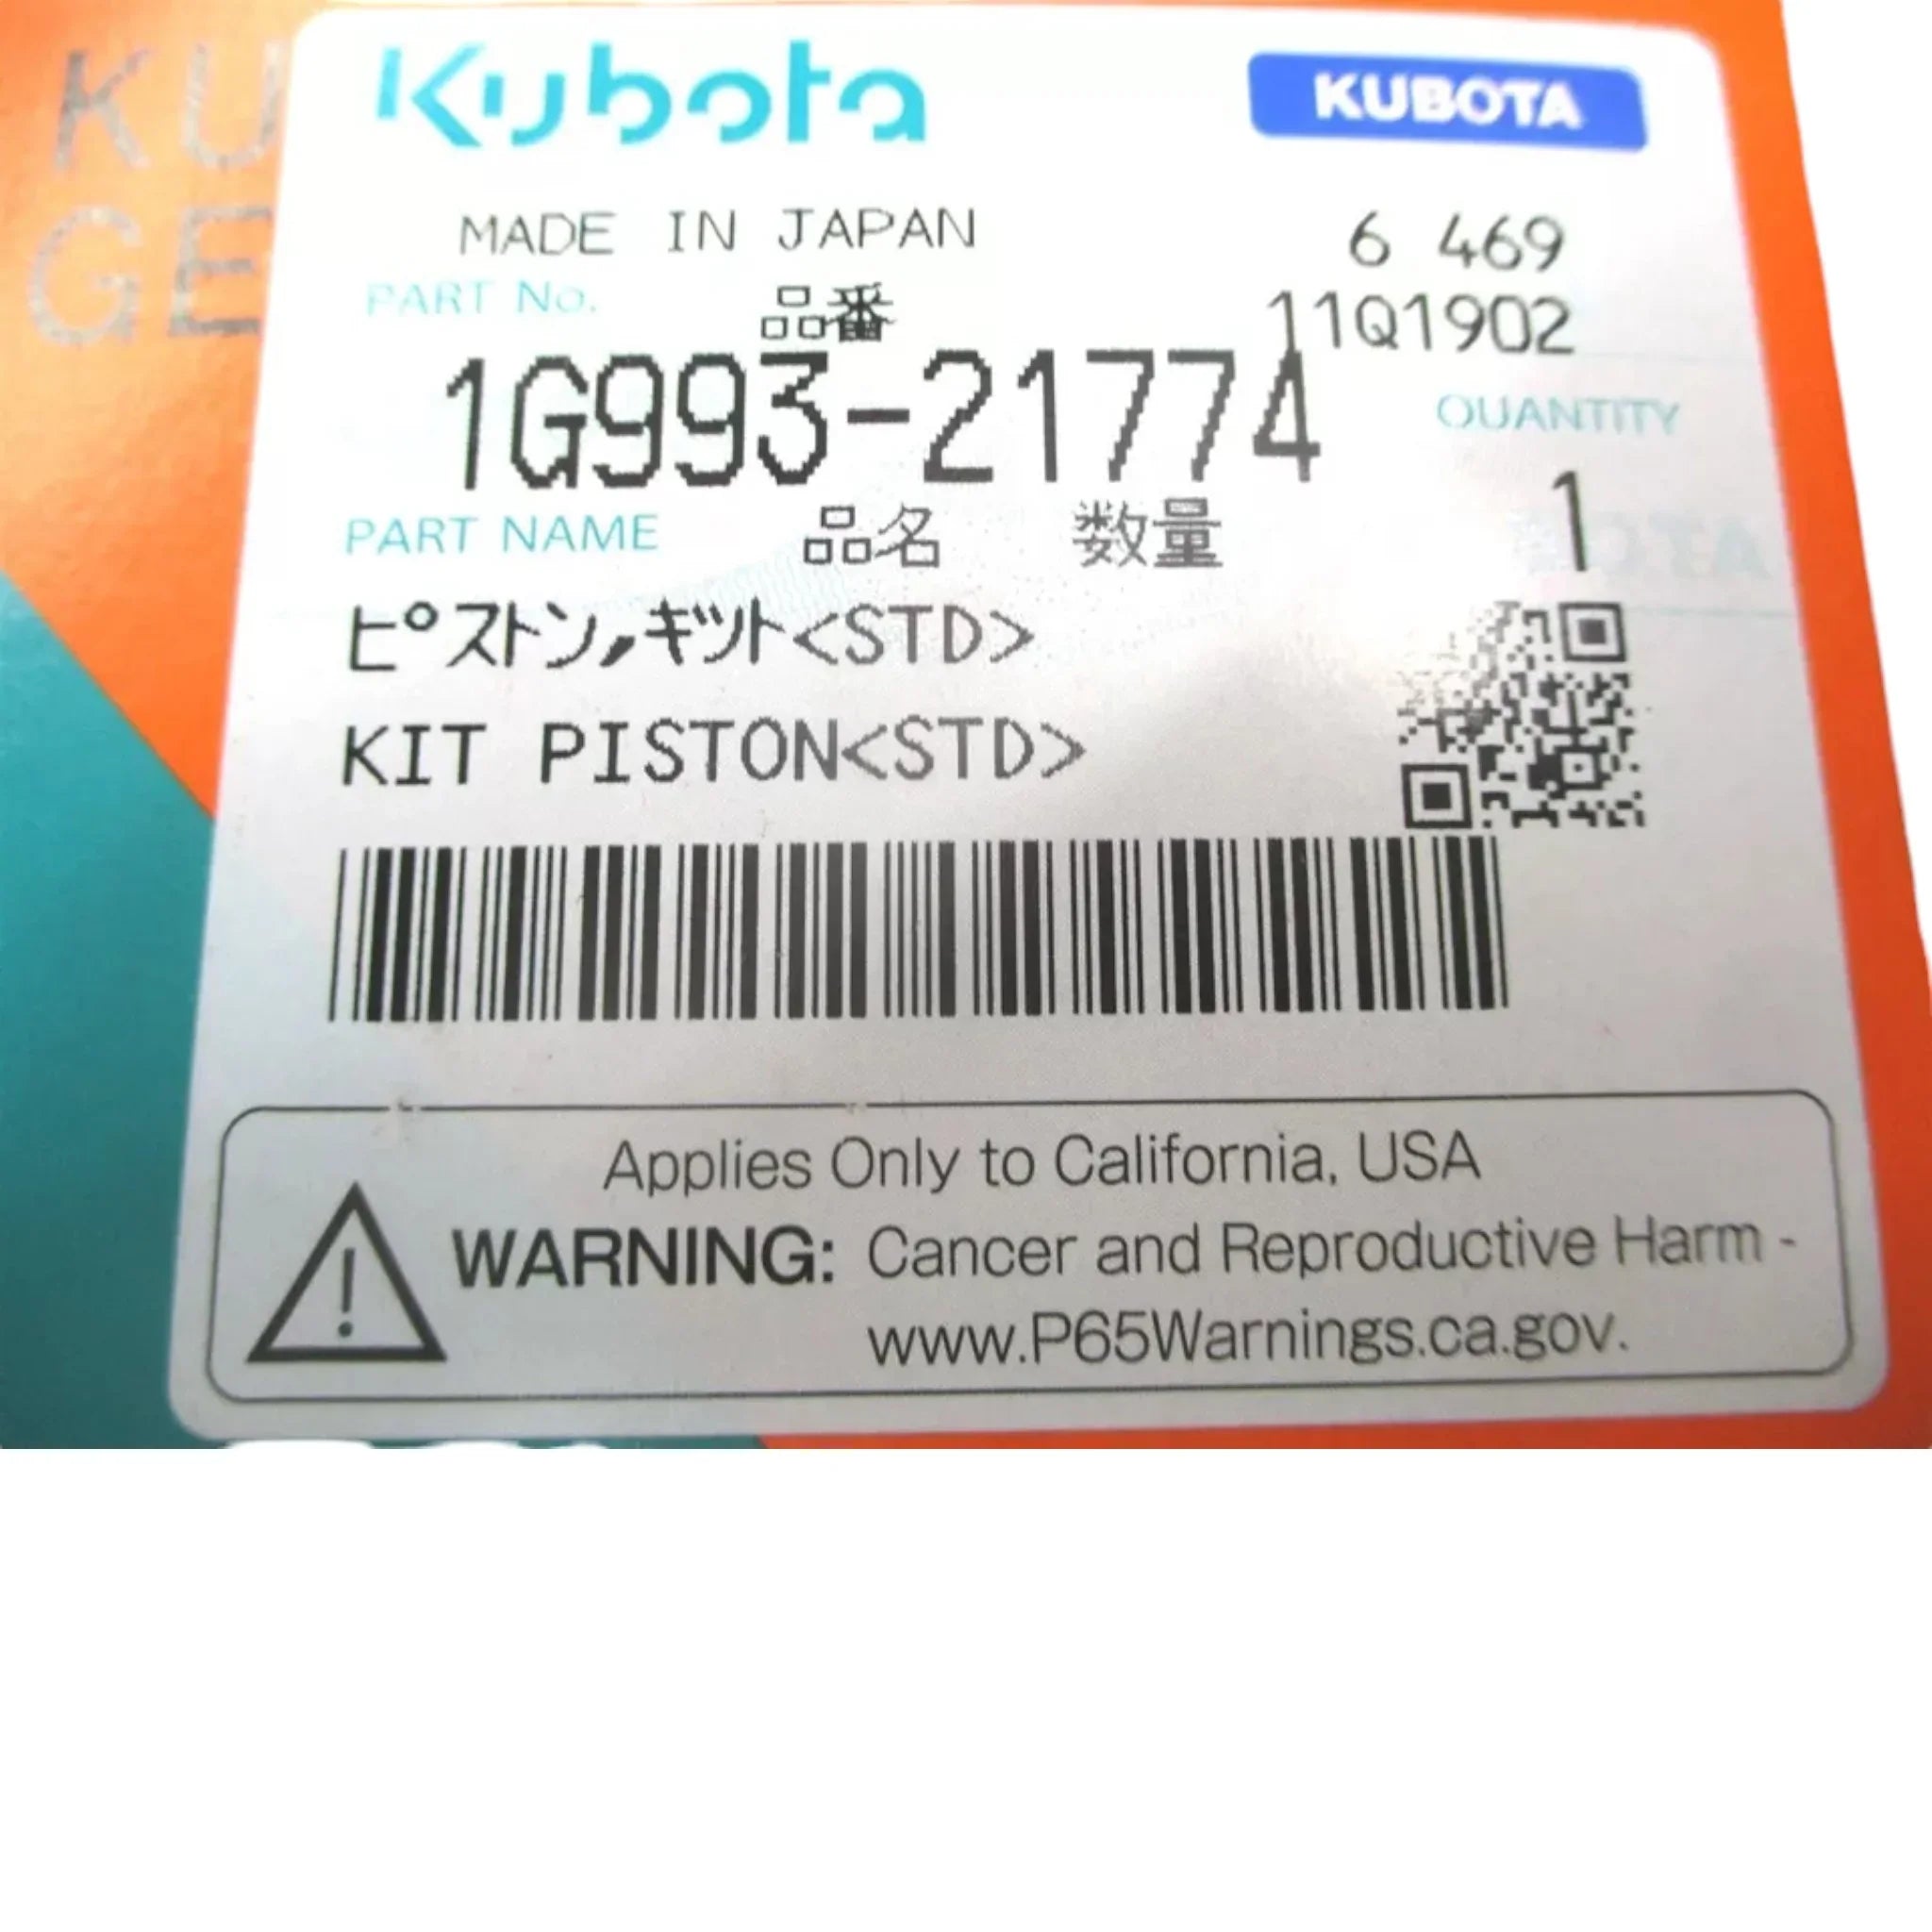 KU
GE
Kubota
KUBOTA
MADE IN JAPAN
6 469
PART No.
品番
11Q1902
1G993-21774
QUANTITY
1
PART NAME
品名
数量
ピストン,キット<STD>
KIT PISTON<STD>
Applies Only to California, USA
WARNING: Cancer and Reproductive Harm -
www.P65Warnings.ca.gov.